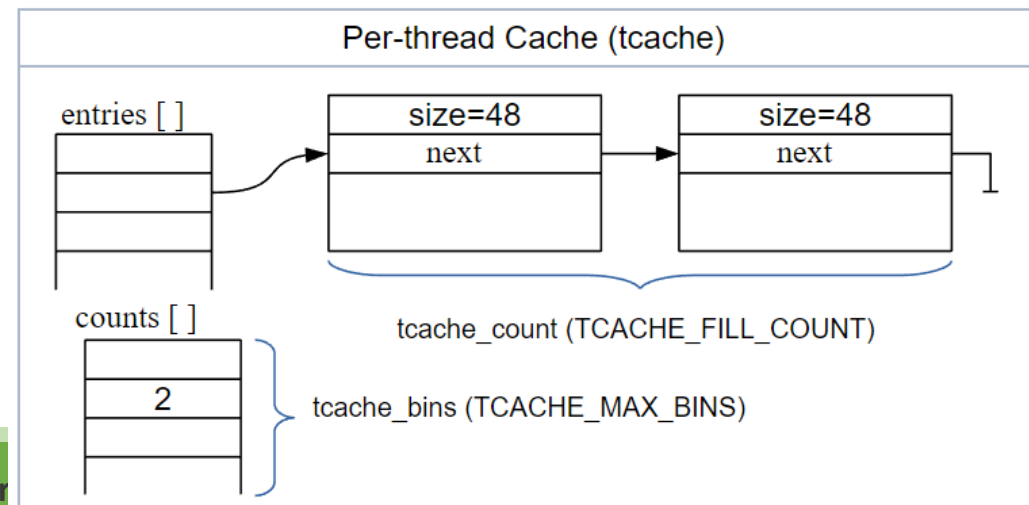 Per-thread Cache (tcache)
entries [ ]
size=48
next
size=48
next
counts [ ]
2
tcache_count (TCACHE_FILL_COUNT)
tcache_bins (TCACHE_MAX_BINS)